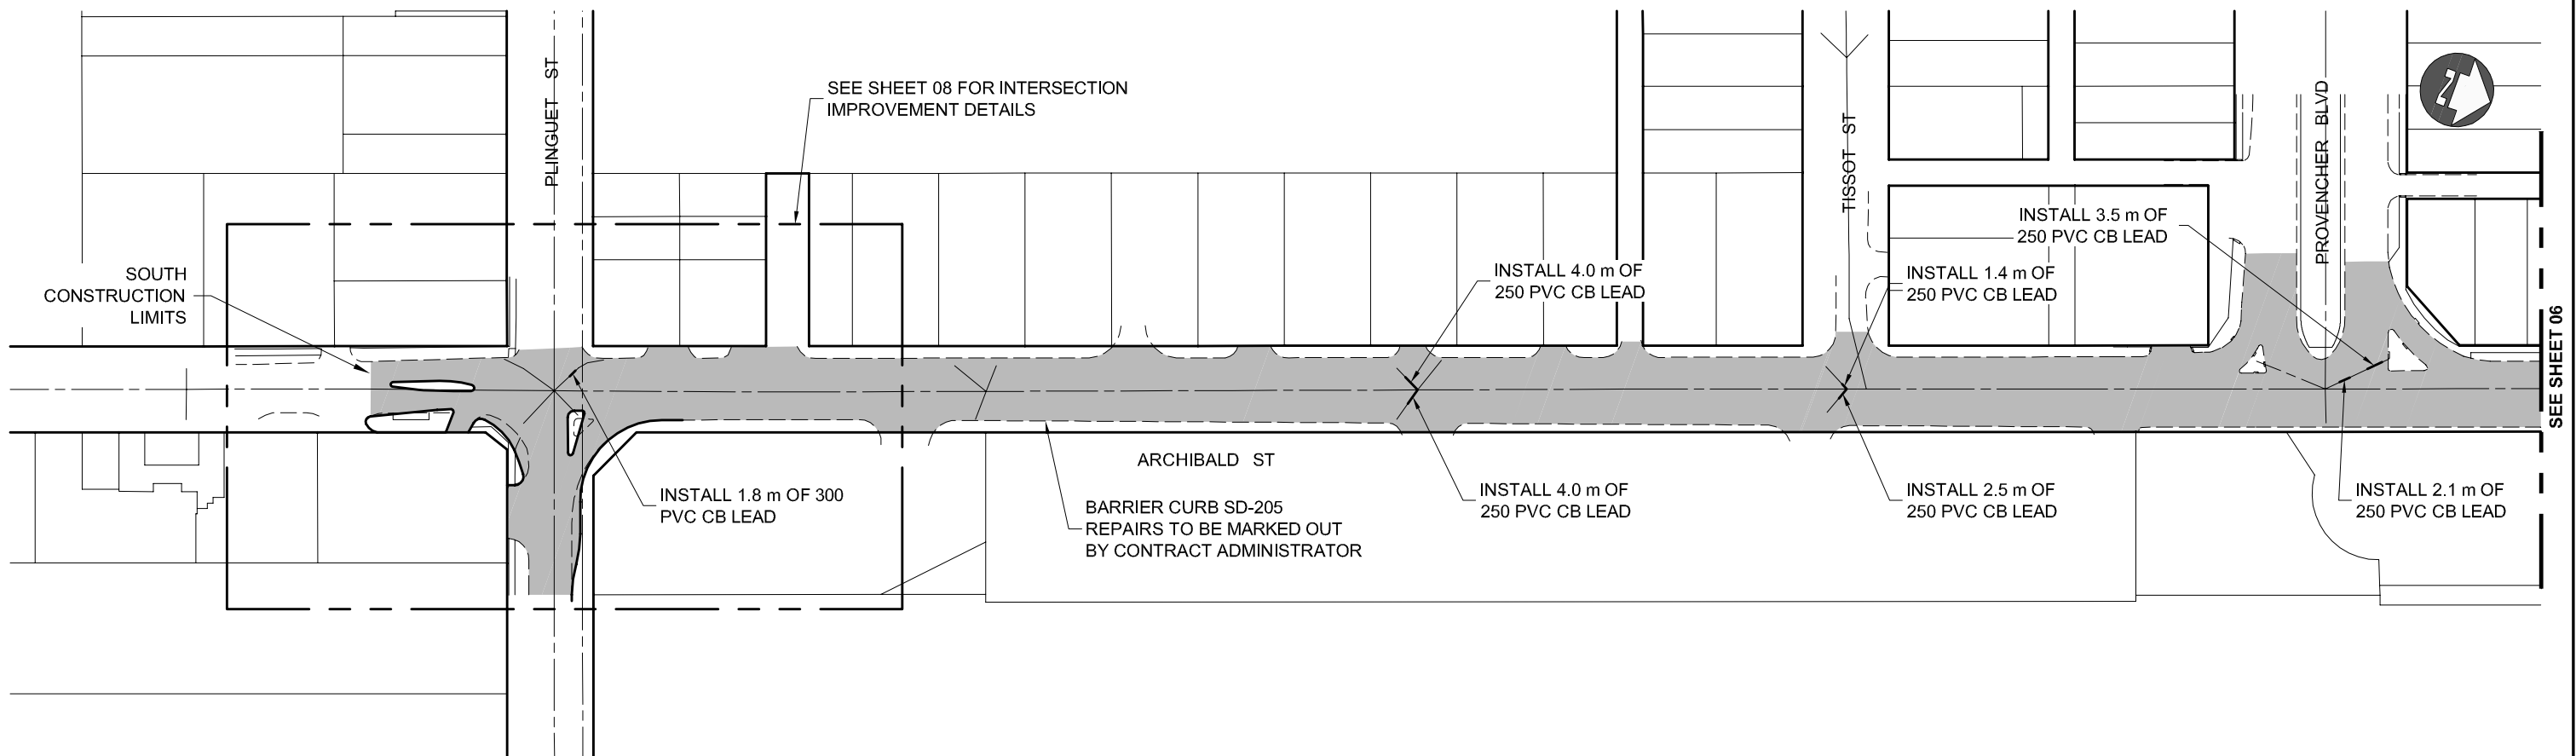 PLINGUET ST
SEE SHEET 08 FOR INTERSECTION
IMPROVEMENT DETAILS
TISSOT ST
PROVENCHER BLVD
N
SOUTH
CONSTRUCTION
LIMITS
INSTALL 4.0 m OF
250 PVC CB LEAD
INSTALL 3.5 m OF
250 PVC CB LEAD
INSTALL 1.4 m OF
250 PVC CB LEAD
SEE SHEET 06
ARCHIBALD ST
INSTALL 1.8 m OF 300
PVC CB LEAD
BARRIER CURB SD-205
REPAIRS TO BE MARKED OUT
BY CONTRACT ADMINISTRATOR
INSTALL 4.0 m OF
250 PVC CB LEAD
INSTALL 2.5 m OF
250 PVC CB LEAD
INSTALL 2.1 m OF
250 PVC CB LEAD